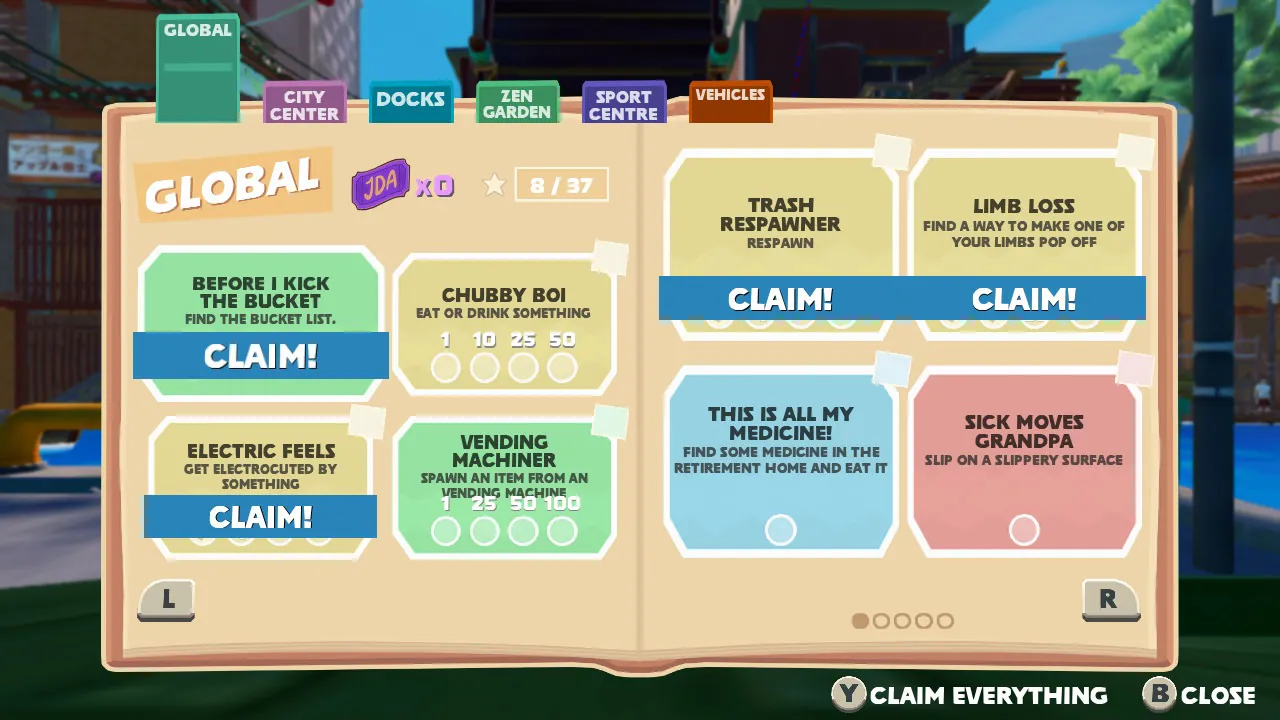 GLOBAL
CITY
CENTER
DOCKS
ZEN
GARDEN
SPORT
CENTRE
VEHICLES
GLOBAL
JDA x0
8 / 37
BEFORE I KICK
THE BUCKET
FIND THE BUCKET LIST.
CLAIM!
CHUBBY BOI
EAT OR DRINK SOMETHING
1 10 25 50
ELECTRIC FEELS
GET ELECTROCUTED BY
SOMETHING
CLAIM!
VENDING
MACHINER
SPAWN AN ITEM FROM AN
VENDING MACHINE
1 25 50 100
TRASH
RESPAWNER
RESPAWN
CLAIM!
LIMB LOSS
FIND A WAY TO MAKE ONE OF
YOUR LIMBS POP OFF
CLAIM!
THIS IS ALL MY
MEDICINE!
FIND SOME MEDICINE IN THE
RETIREMENT HOME AND EAT IT
SICK MOVES
GRANDPA
SLIP ON A SLIPPERY SURFACE
L
R
Y CLAIM EVERYTHING
B CLOSE